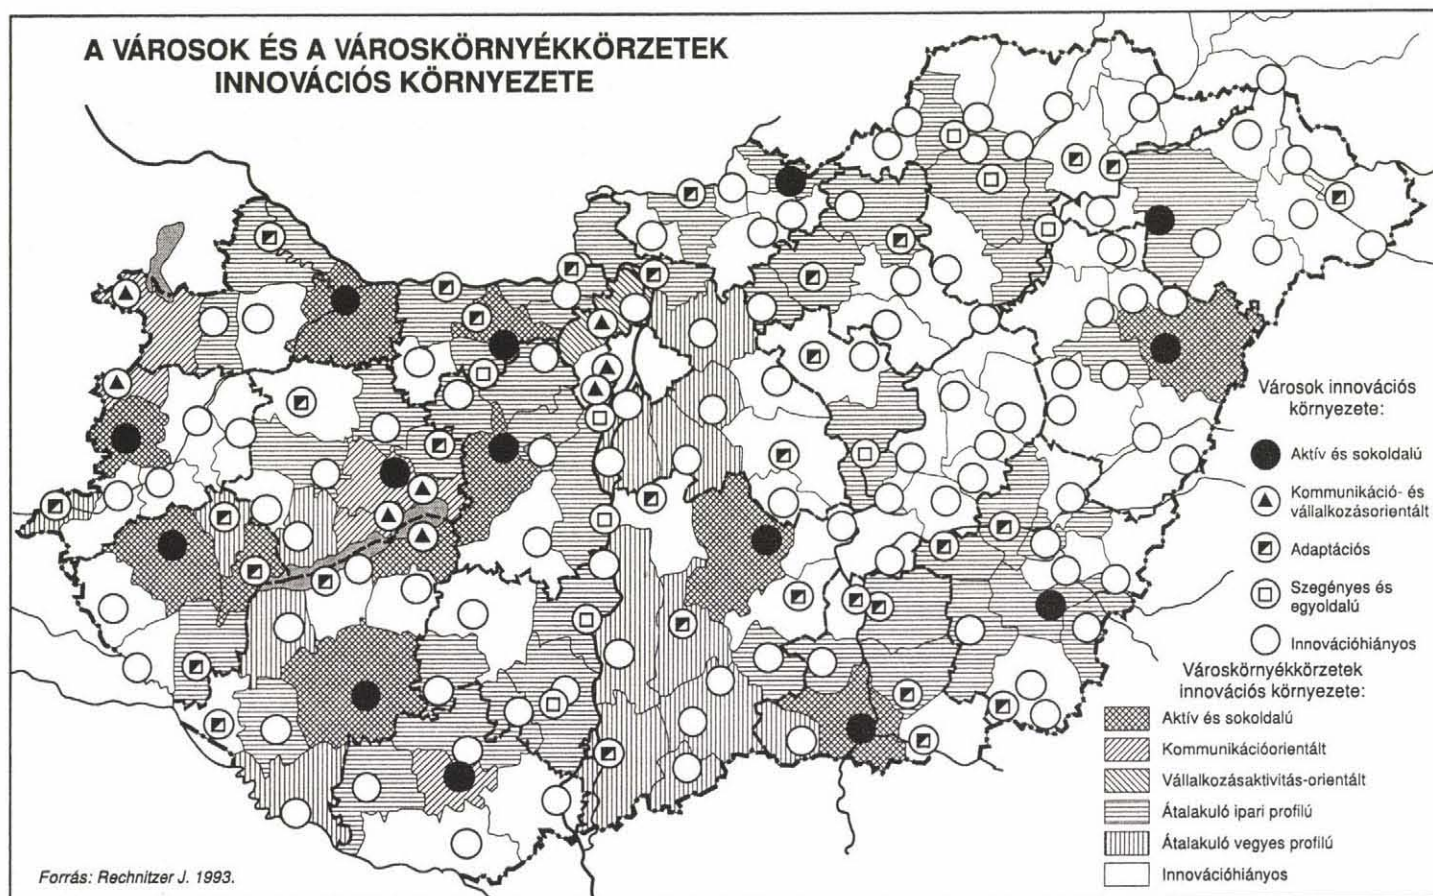 A VÁROSOK ÉS A VÁROSKÖRNYÉKKÖRZETEK
INNOVÁCIÓS KÖRNYEZETE
Városok innovációs
környezete:
Aktív és sokoldalú
Kommunikáció- és
vállalkozásorientált
Adaptációs
Szegényes és
egyoldalú
Innovációhiányos
Városkörnyékkörzetek
innovációs környezete:
Aktív és sokoldalú
Kommunikációorientált
Vállalkozásaktivitás-orientált
Átalakuló ipari profilú
Átalakuló vegyes profilú
Innovációhiányos
Forrás: Rechnitzer J. 1993.